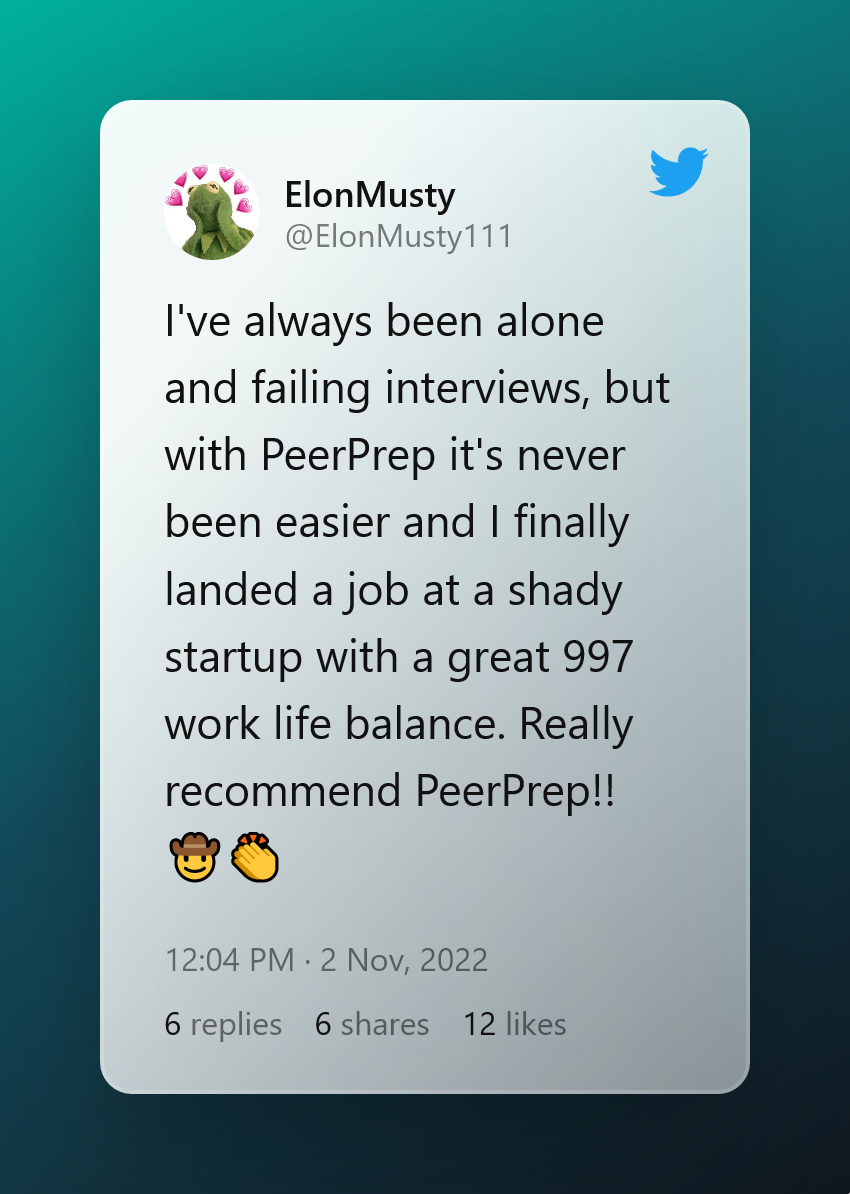 ElonMusty
@ElonMusty111
I've always been alone
and failing interviews, but
with PeerPrep it's never
been easier and I finally
landed a job at a shady
startup with a great 997
work life balance. Really
recommend PeerPrep!!
🤠👏
12:04 PM · 2 Nov, 2022
6 replies 6 shares 12 likes